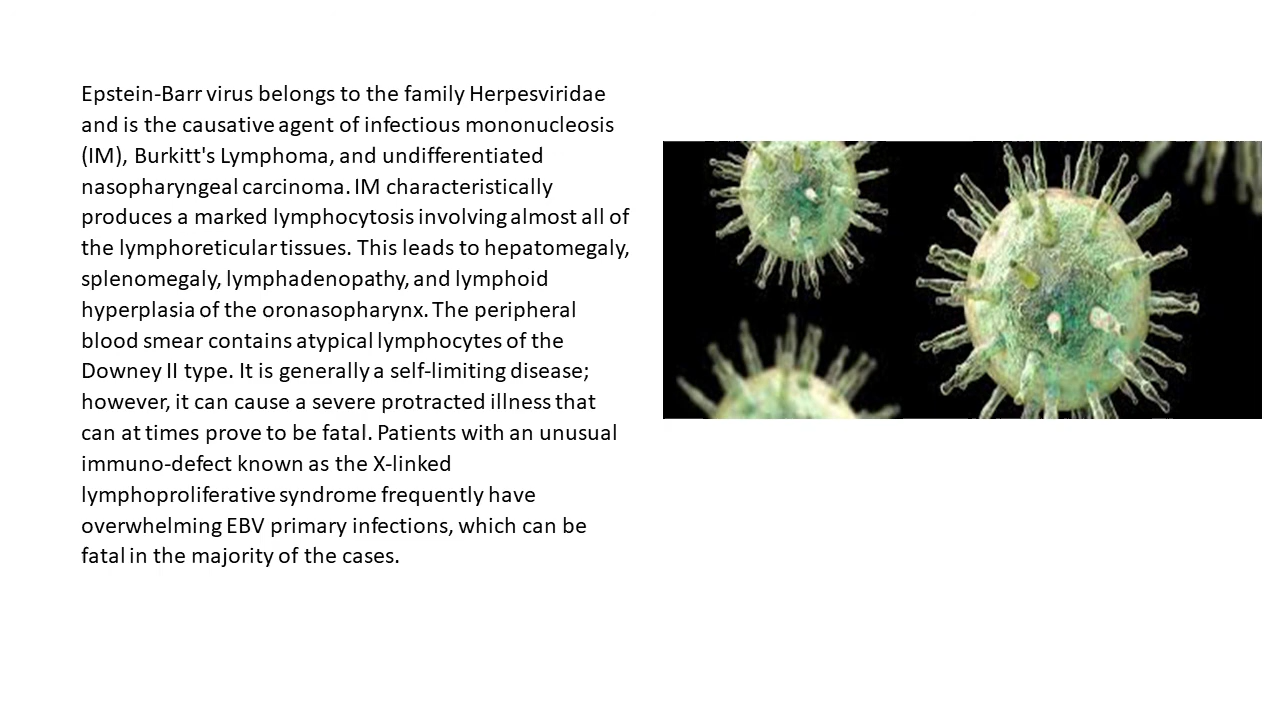 Epstein-Barr virus belongs to the family Herpesviridae
and is the causative agent of infectious mononucleosis
(IM), Burkitt's Lymphoma, and undifferentiated
nasopharyngeal carcinoma. IM characteristically
produces a marked lymphocytosis involving almost all of
the lymphoreticular tissues. This leads to hepatomegaly,
splenomegaly, lymphadenopathy, and lymphoid
hyperplasia of the oronasopharynx. The peripheral
blood smear contains atypical lymphocytes of the
Downey II type. It is generally a self-limiting disease;
however, it can cause a severe protracted illness that
can at times prove to be fatal. Patients with an unusual
immuno-defect known as the X-linked
lymphoproliferative syndrome frequently have
overwhelming EBV primary infections, which can be
fatal in the majority of the cases.